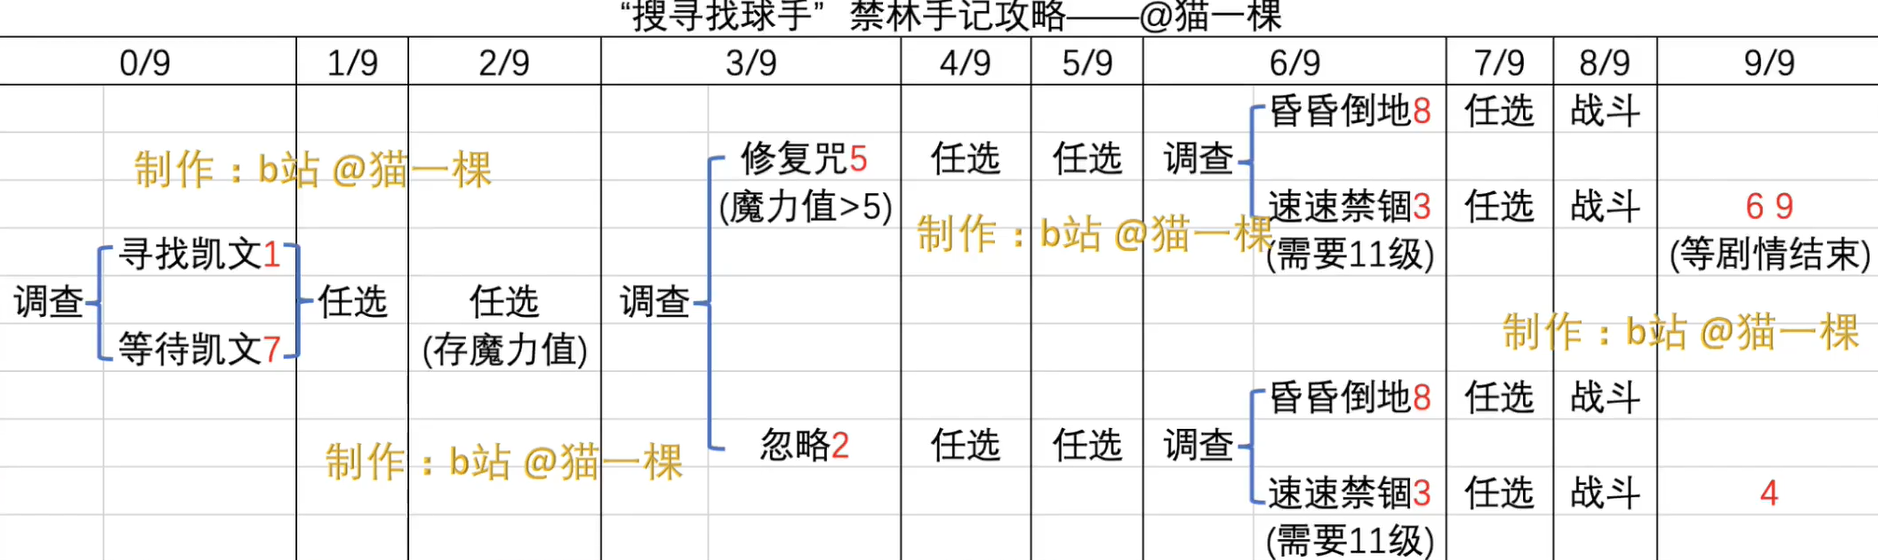 “搜寻找球手” 禁林手记攻略——@猫一棵
0/9 1/9 2/9 3/9 4/9 5/9 6/9 7/9 8/9 9/9
昏昏倒地8 任选 战斗
制作：b站 @猫一棵
修复咒5 任选 任选 调查
(魔力值>5) 速速禁锢3 任选 战斗 6 9
制作：b站 @猫一棵
寻找凯文1 (需要11级) (等剧情结束)
调查 任选 任选 调查
制作：b站 @猫一棵
等待凯文7 (存魔力值)
昏昏倒地8 任选 战斗
忽略2 任选 任选 调查
制作：b站 @猫一棵
速速禁锢3 任选 战斗 4
(需要11级)